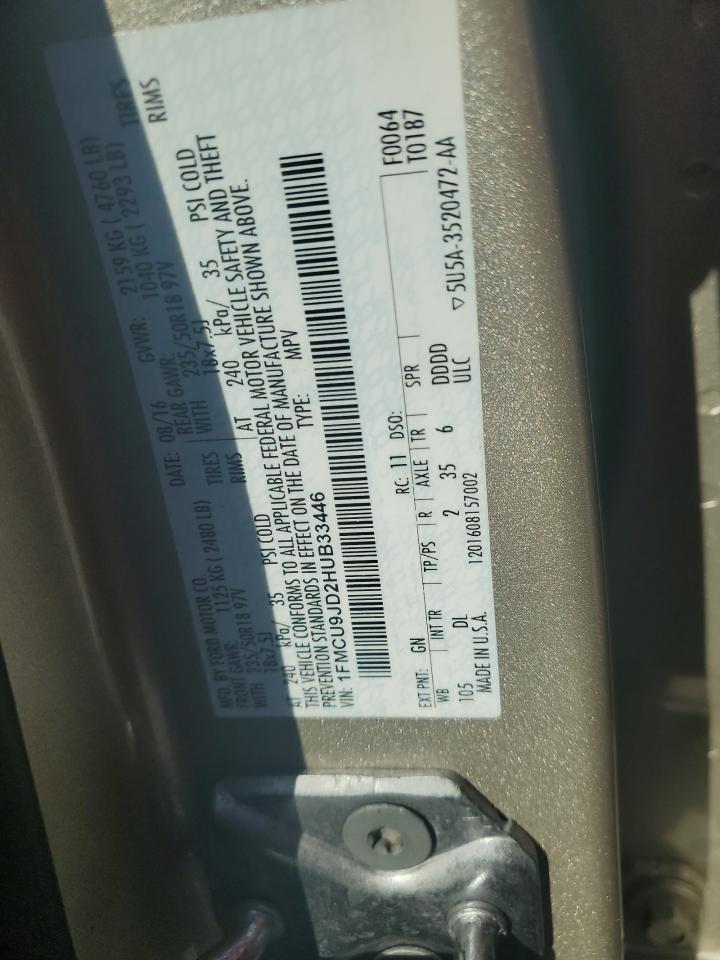 MFD. BY FORD MOTOR CO. DATE: 08/16 GVWR: 2159 KG ( 4760 LB)
FRONT GAWR: 1125 KG ( 2480 LB) REAR GAWR: 1040 KG ( 2293 LB)
WITH 235/50R18 97V TIRES WITH 235/50R18 97V TIRES
18x7.5J RIMS 18x7.5J RIMS
AT 240 kPa/ 35 PSI COLD AT 240 kPa/ 35 PSI COLD
THIS VEHICLE CONFORMS TO ALL APPLICABLE FEDERAL MOTOR VEHICLE SAFETY AND THEFT
PREVENTION STANDARDS IN EFFECT ON THE DATE OF MANUFACTURE SHOWN ABOVE.
VIN: 1FMCU9JD2HUB33446 TYPE: MPV
EXT PNT: GN RC: 11 DSO: F0064
T0187
WB INT TR TP/PS R AXLE TR SPR
105 DL 2 35 6 DDDD
ULC
MADE IN U.S.A. 1201608157002 ▽5U5A-3520472-AA